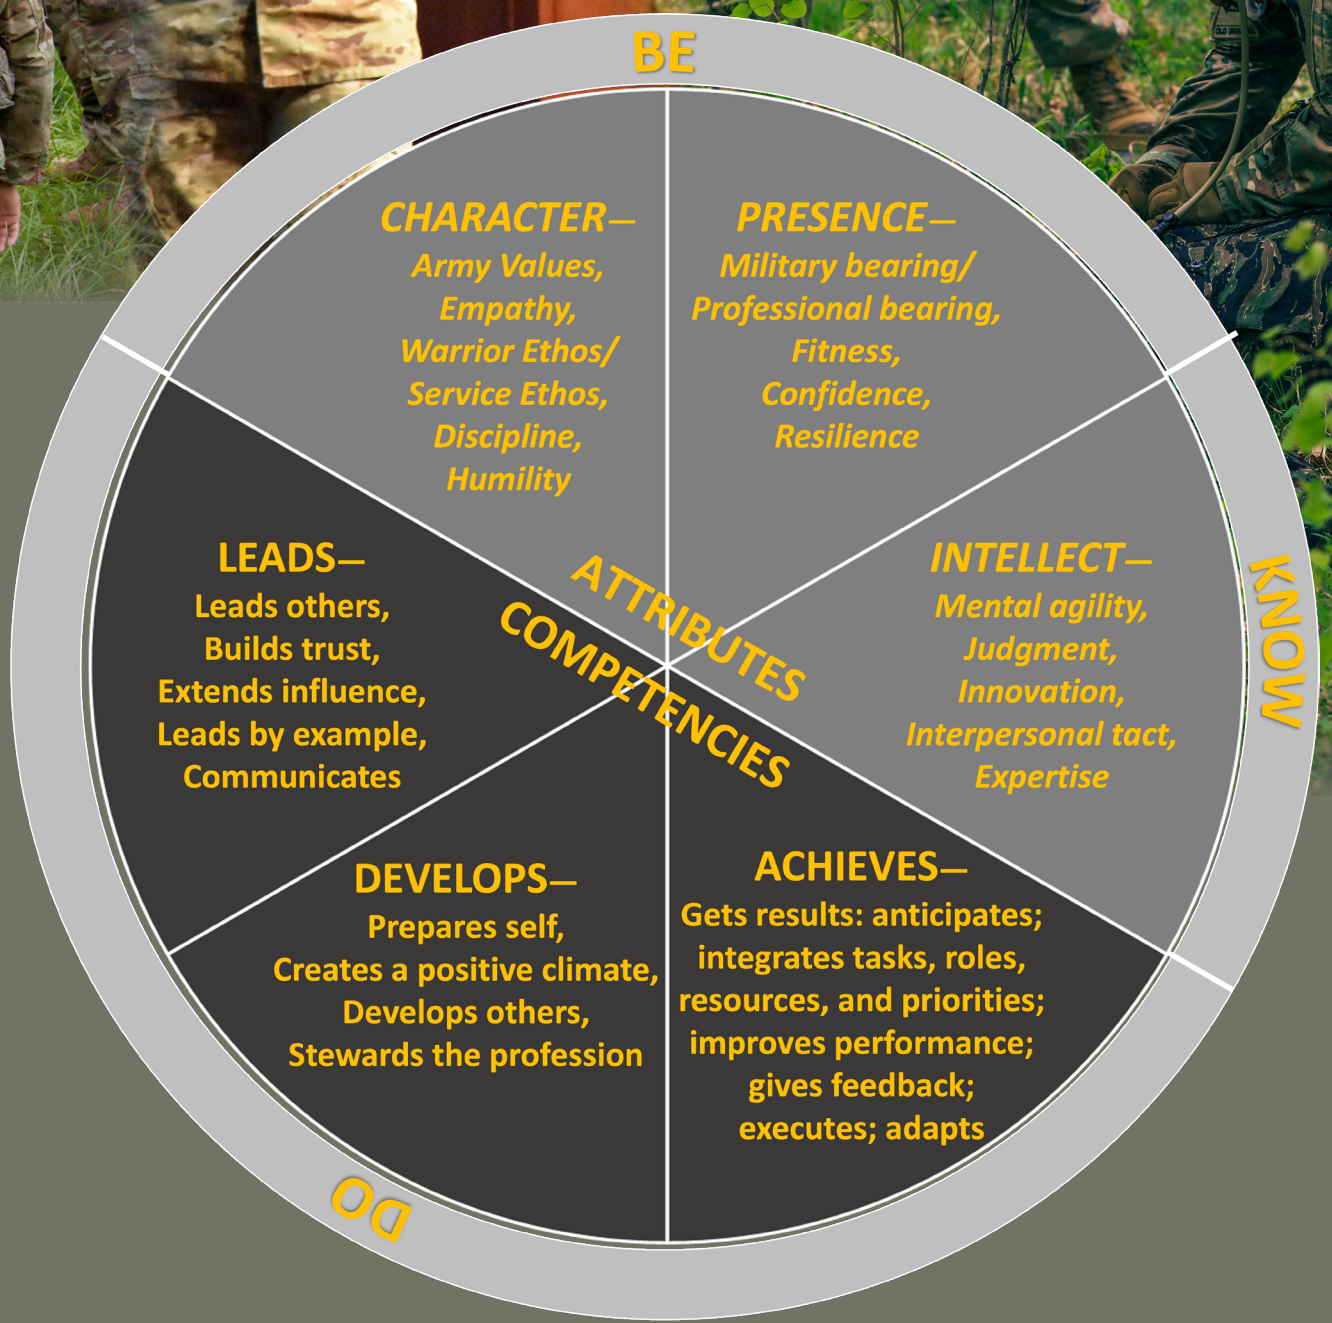 BE
CHARACTER—
Army Values,
Empathy,
Warrior Ethos/
Service Ethos,
Discipline,
Humility
PRESENCE—
Military bearing/
Professional bearing,
Fitness,
Confidence,
Resilience
KNOW
INTELLECT—
Mental agility,
Judgment,
Innovation,
Interpersonal tact,
Expertise
ATTRIBUTES
COMPETENCIES
LEADS—
Leads others,
Builds trust,
Extends influence,
Leads by example,
Communicates
DEVELOPS—
Prepares self,
Creates a positive climate,
Develops others,
Stewards the profession
ACHIEVES—
Gets results: anticipates;
integrates tasks, roles,
resources, and priorities;
improves performance;
gives feedback;
executes; adapts
DO